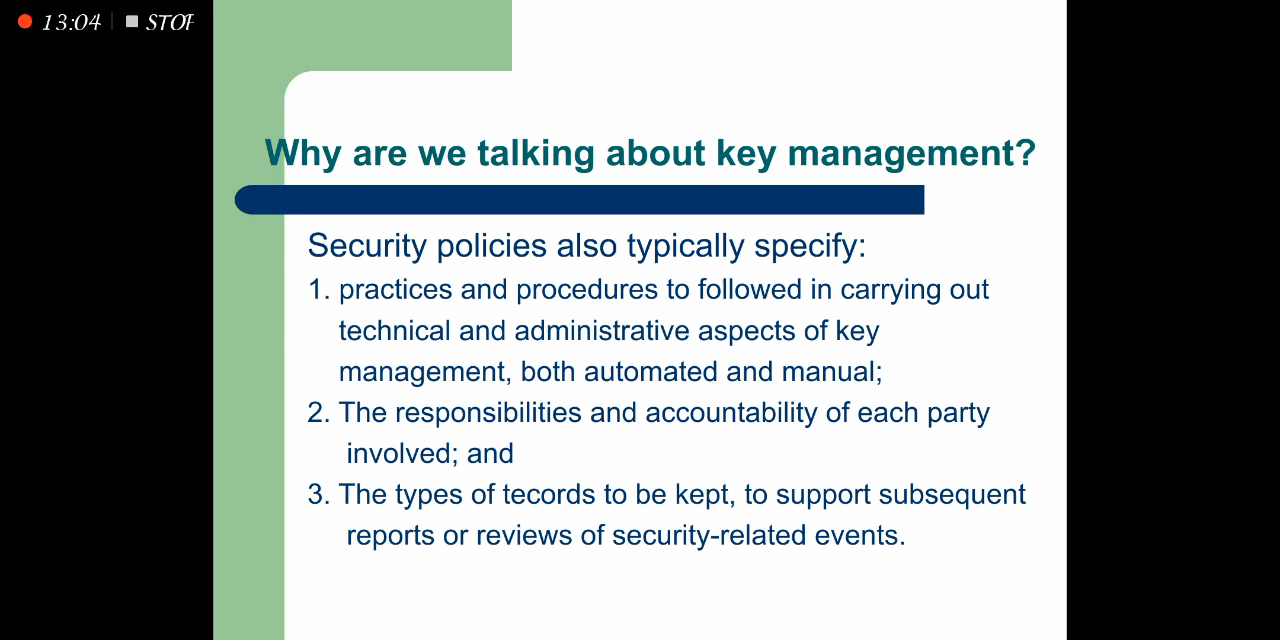 13:04 STOP
Why are we talking about key management?
Security policies also typically specify:
1. practices and procedures to followed in carrying out
technical and administrative aspects of key
management, both automated and manual;
2. The responsibilities and accountability of each party
involved; and
3. The types of tecords to be kept, to support subsequent
reports or reviews of security-related events.